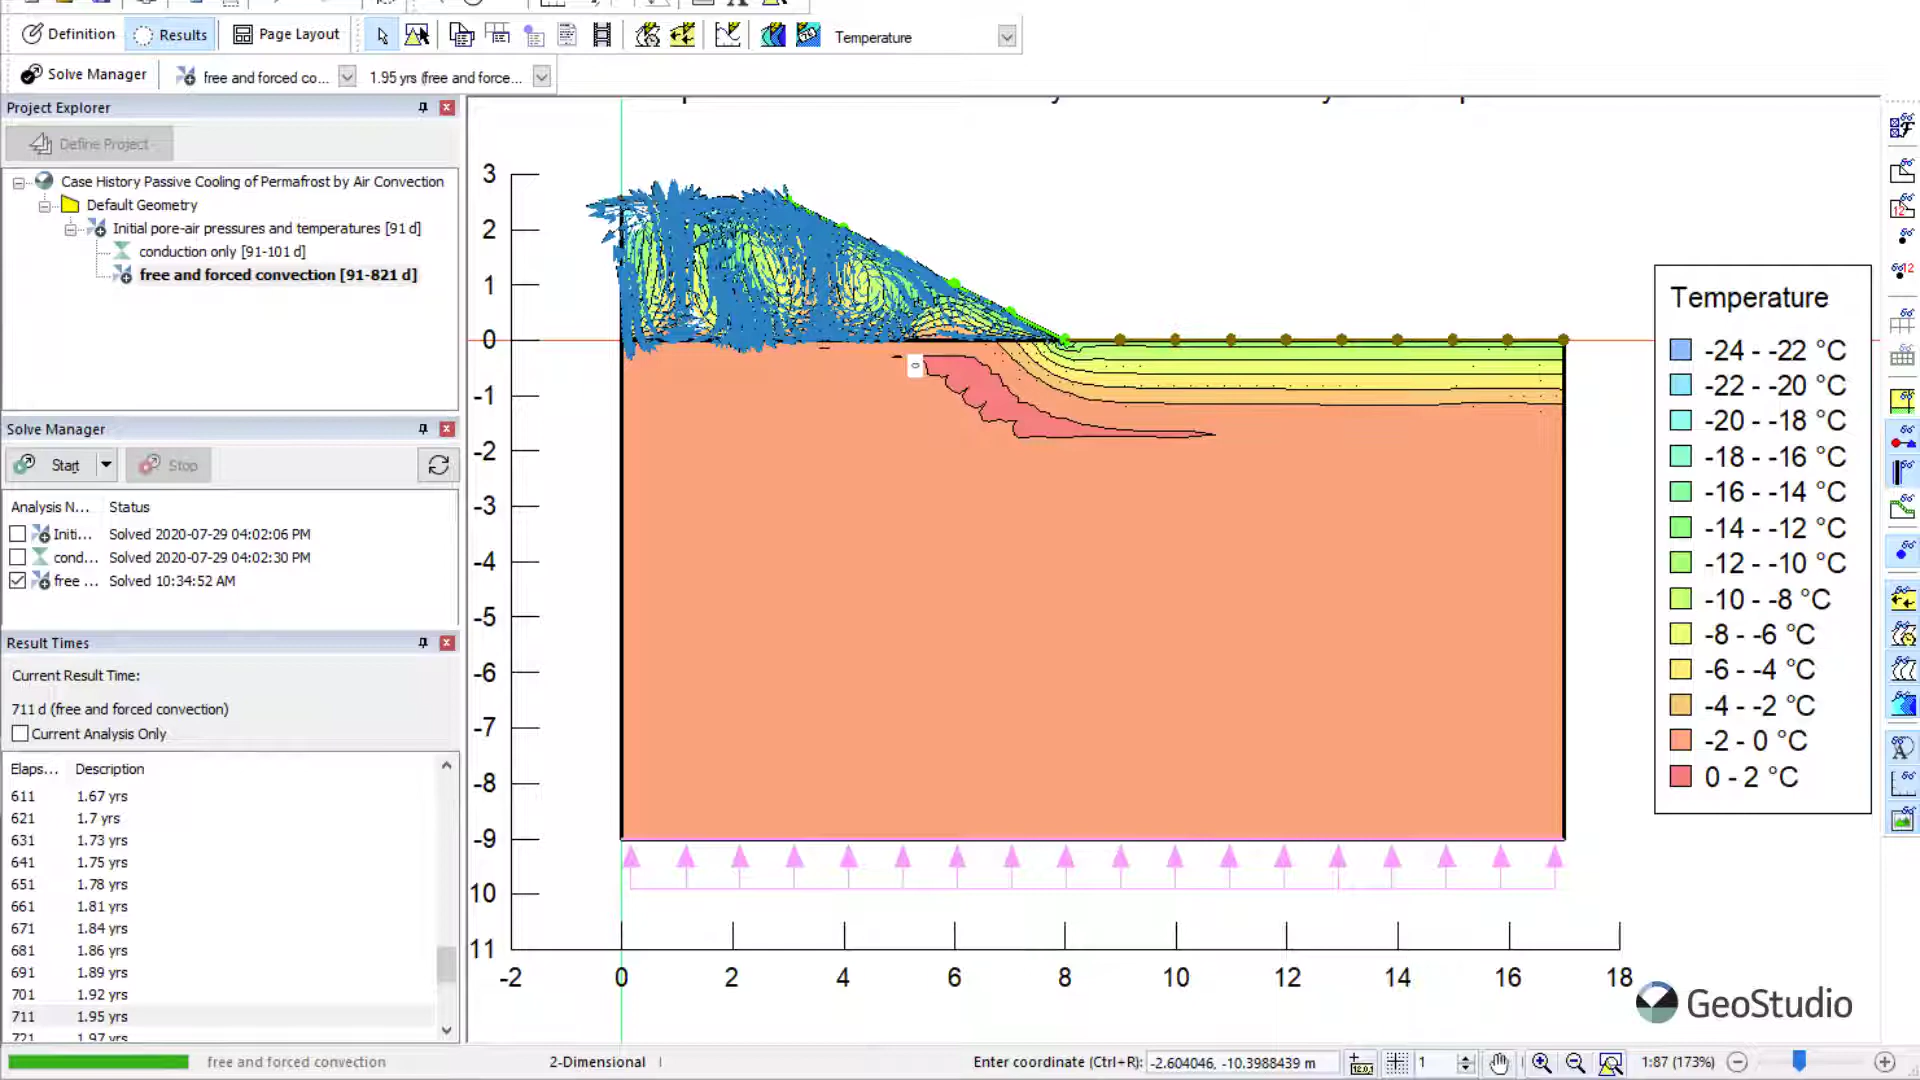 Definition
Results
Page Layout
Temperature
Solve Manager
free and forced co...
1.95 yrs (free and force...
Project Explorer
Define Project
Case History Passive Cooling of Permafrost by Air Convection
Default Geometry
Initial pore-air pressures and temperatures [91 d]
conduction only [91-101 d]
free and forced convection [91-821 d]
Solve Manager
Start
Stop
Analysis N... Status
Initi... Solved 2020-07-29 04:02:06 PM
cond... Solved 2020-07-29 04:02:30 PM
free ... Solved 10:34:52 AM
Result Times
Current Result Time:
711 d (free and forced convection)
Current Analysis Only
Elaps... Description
611 1.67 yrs
621 1.7 yrs
631 1.73 yrs
641 1.75 yrs
651 1.78 yrs
661 1.81 yrs
671 1.84 yrs
681 1.86 yrs
691 1.89 yrs
701 1.92 yrs
711 1.95 yrs
721 1.97 yrs
3
2
1
0
-1
-2
-3
-4
-5
-6
-7
-8
-9
10
11
-2 0 2 4 6 8 10 12 14 16 18
0
Temperature
-24 - -22 °C
-22 - -20 °C
-20 - -18 °C
-18 - -16 °C
-16 - -14 °C
-14 - -12 °C
-12 - -10 °C
-10 - -8 °C
-8 - -6 °C
-6 - -4 °C
-4 - -2 °C
-2 - 0 °C
0 - 2 °C
GeoStudio
free and forced convection
2-Dimensional
Enter coordinate (Ctrl+R): -2.604046, -10.3988439 m
1
1:87 (173%)